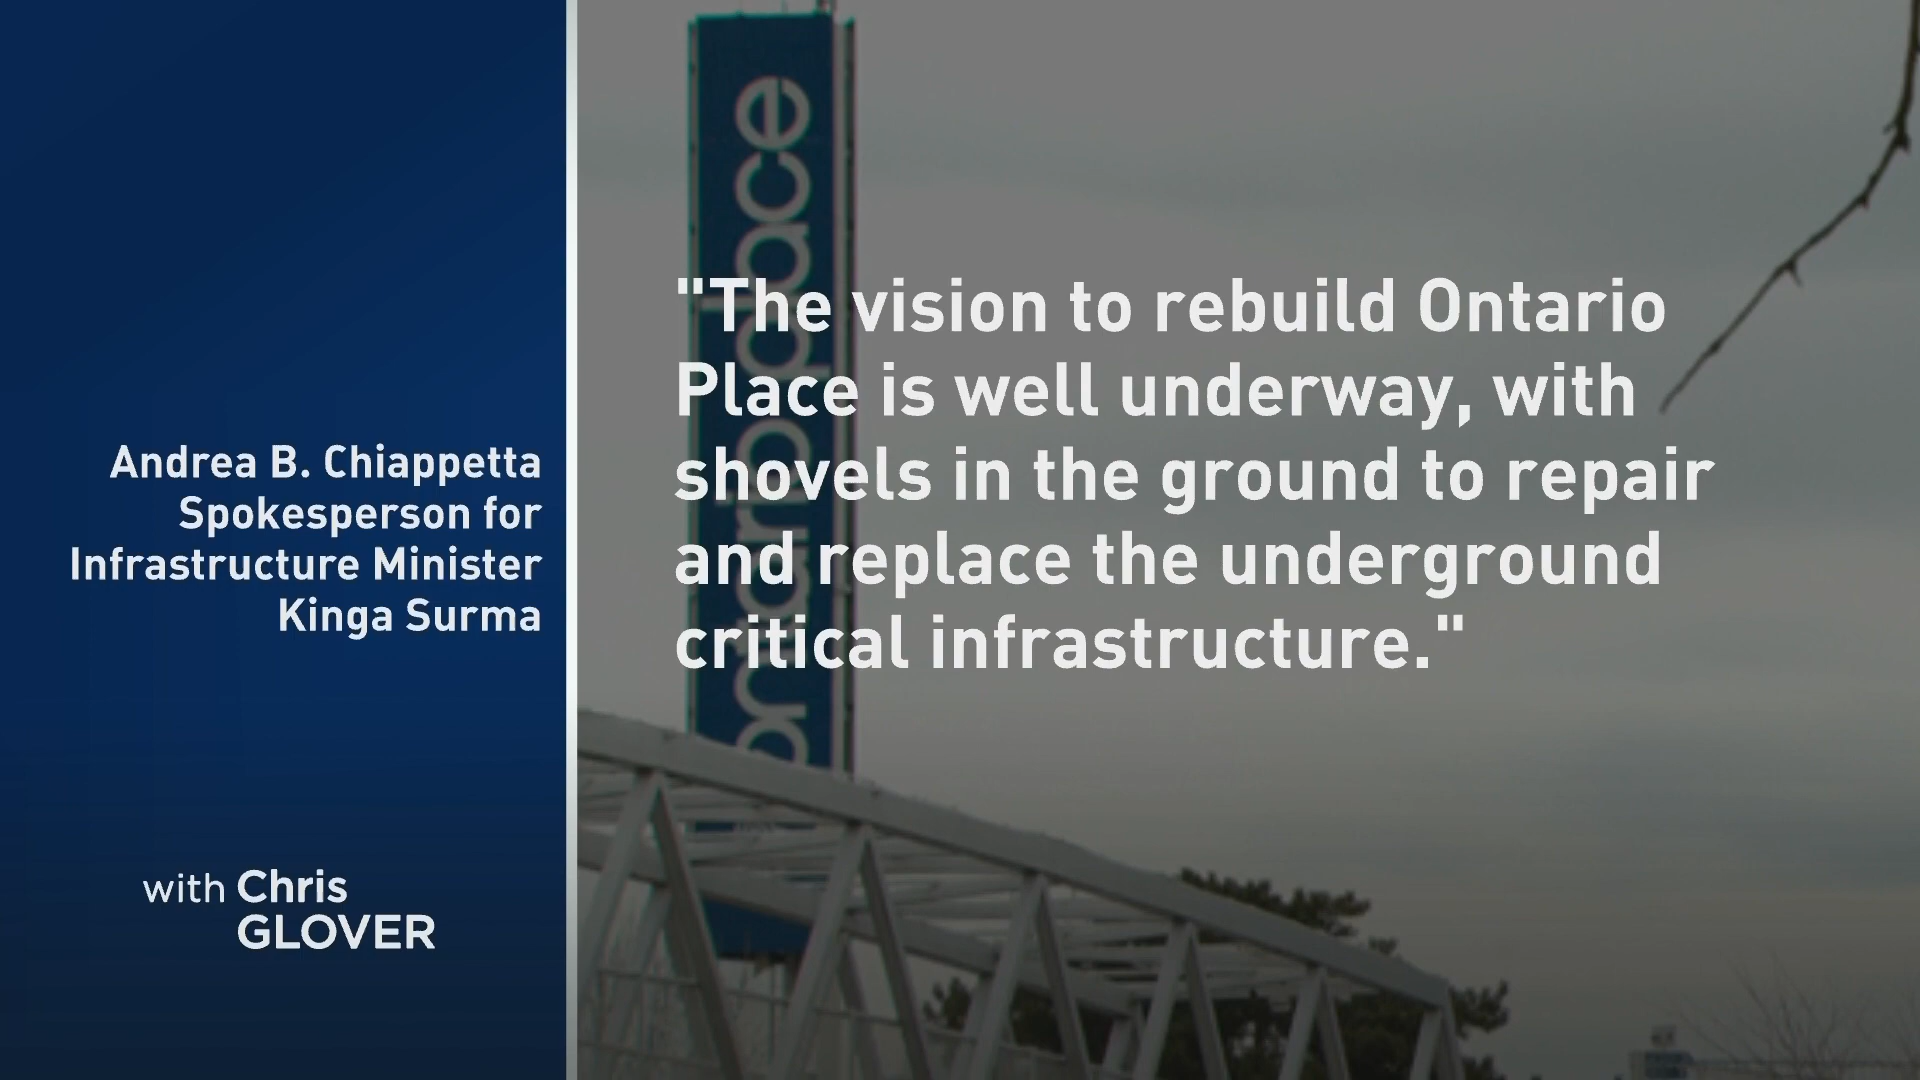 Andrea B. Chiappetta
Spokesperson for
Infrastructure Minister
Kinga Surma
with Chris
GLOVER
ontarioplace
"The vision to rebuild Ontario
Place is well underway, with
shovels in the ground to repair
and replace the underground
critical infrastructure."